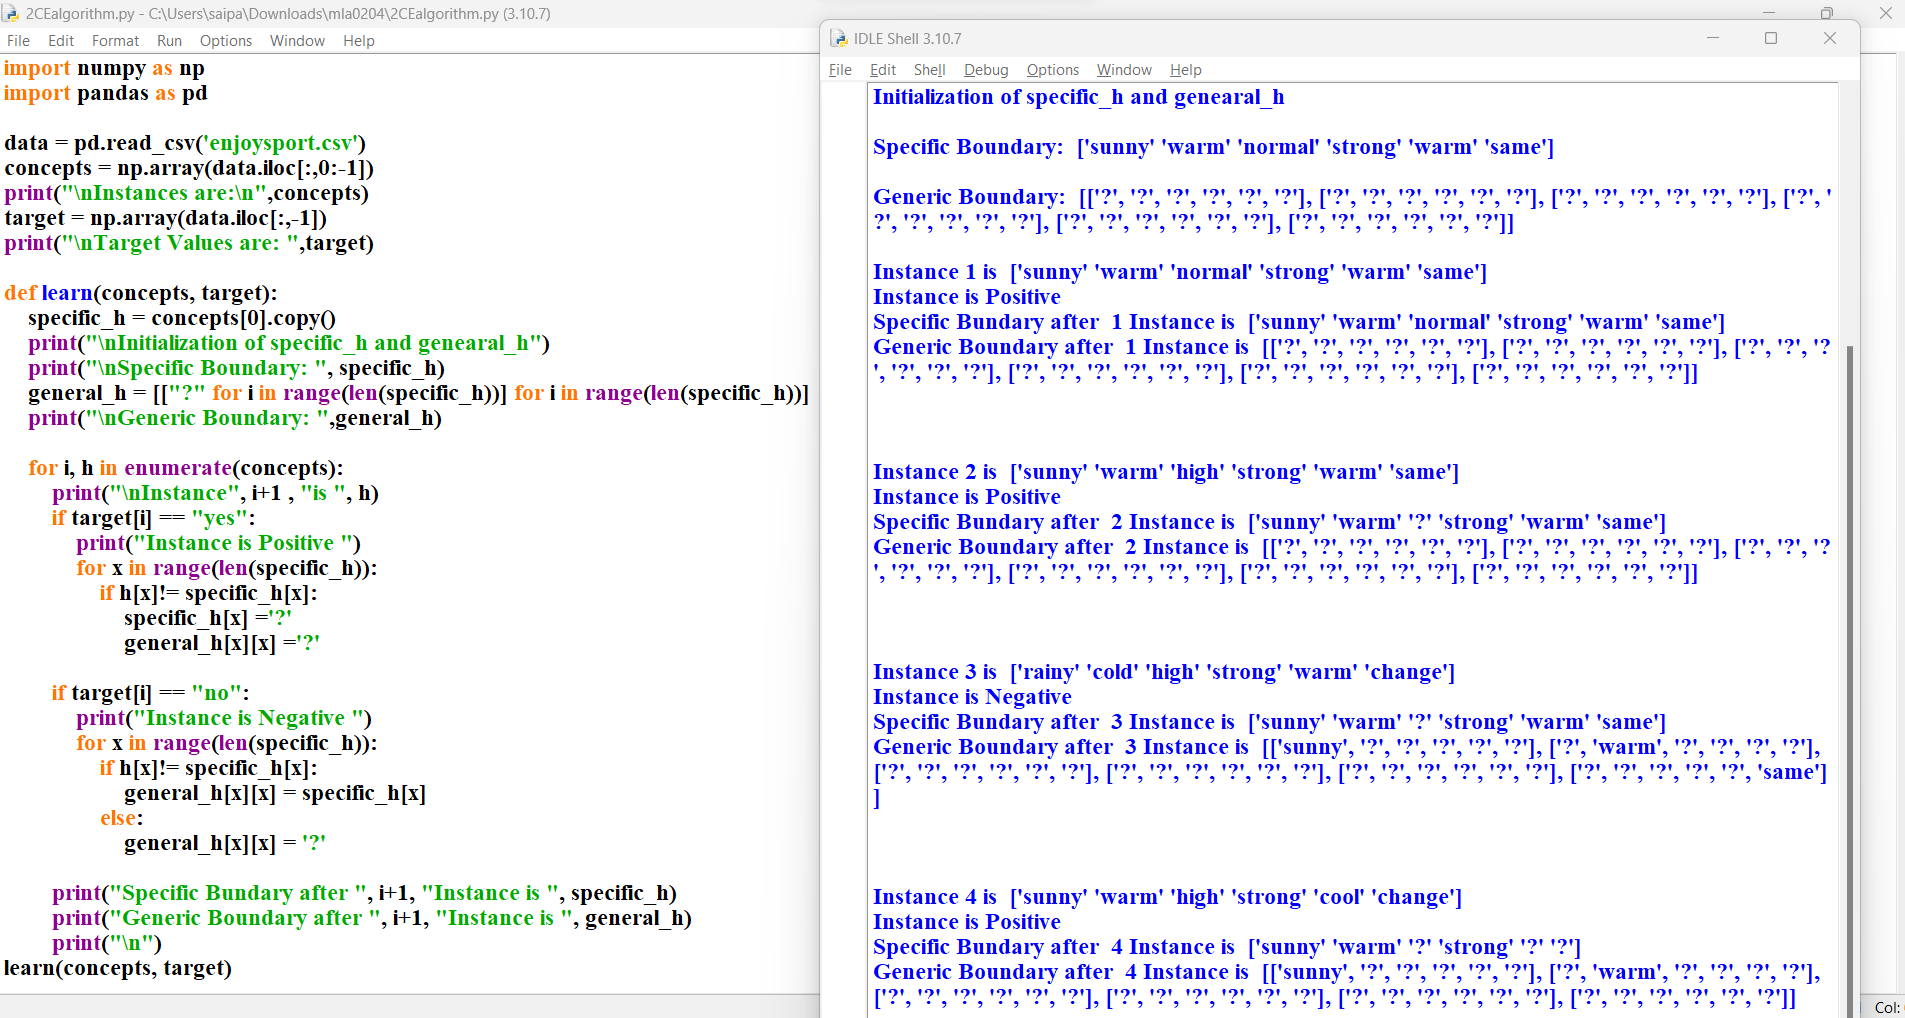 2CEalgorithm.py - C:\Users\saipa\Downloads\mla0204\2CEalgorithm.py (3.10.7)
File Edit Format Run Options Window Help
import numpy as np
import pandas as pd
data = pd.read_csv('enjoysport.csv')
concepts = np.array(data.iloc[:,0:-1])
print("\nInstances are:\n",concepts)
target = np.array(data.iloc[:,-1])
print("\nTarget Values are: ",target)
def learn(concepts, target):
specific_h = concepts[0].copy()
print("\nInitialization of specific_h and genearal_h")
print("\nSpecific Boundary: ", specific_h)
general_h = [["?" for i in range(len(specific_h))] for i in range(len(specific_h))]
print("\nGeneric Boundary: ",general_h)
for i, h in enumerate(concepts):
print("\nInstance", i+1 , "is ", h)
if target[i] == "yes":
print("Instance is Positive ")
for x in range(len(specific_h)):
if h[x]!= specific_h[x]:
specific_h[x] ='?'
general_h[x][x] ='?'
if target[i] == "no":
print("Instance is Negative ")
for x in range(len(specific_h)):
if h[x]!= specific_h[x]:
general_h[x][x] = specific_h[x]
else:
general_h[x][x] = '?'
print("Specific Bundary after ", i+1, "Instance is ", specific_h)
print("Generic Boundary after ", i+1, "Instance is ", general_h)
print("\n")
learn(concepts, target)
IDLE Shell 3.10.7
File Edit Shell Debug Options Window Help
Initialization of specific_h and genearal_h
Specific Boundary:  ['sunny' 'warm' 'normal' 'strong' 'warm' 'same']
Generic Boundary:  [['?', '?', '?', '?', '?', '?'], ['?', '?', '?', '?', '?', '?'], ['?', '?', '?', '?', '?', '?'], ['?', '
?', '?', '?', '?', '?'], ['?', '?', '?', '?', '?', '?'], ['?', '?', '?', '?', '?', '?']]
Instance 1 is  ['sunny' 'warm' 'normal' 'strong' 'warm' 'same']
Instance is Positive
Specific Bundary after  1 Instance is  ['sunny' 'warm' 'normal' 'strong' 'warm' 'same']
Generic Boundary after  1 Instance is  [['?', '?', '?', '?', '?', '?'], ['?', '?', '?', '?', '?', '?'], ['?', '?', '?
', '?', '?', '?'], ['?', '?', '?', '?', '?', '?'], ['?', '?', '?', '?', '?', '?'], ['?', '?', '?', '?', '?', '?']]
Instance 2 is  ['sunny' 'warm' 'high' 'strong' 'warm' 'same']
Instance is Positive
Specific Bundary after  2 Instance is  ['sunny' 'warm' '?' 'strong' 'warm' 'same']
Generic Boundary after  2 Instance is  [['?', '?', '?', '?', '?', '?'], ['?', '?', '?', '?', '?', '?'], ['?', '?', '?
', '?', '?', '?'], ['?', '?', '?', '?', '?', '?'], ['?', '?', '?', '?', '?', '?'], ['?', '?', '?', '?', '?', '?']]
Instance 3 is  ['rainy' 'cold' 'high' 'strong' 'warm' 'change']
Instance is Negative
Specific Bundary after  3 Instance is  ['sunny' 'warm' '?' 'strong' 'warm' 'same']
Generic Boundary after  3 Instance is  [['sunny', '?', '?', '?', '?', '?'], ['?', 'warm', '?', '?', '?', '?'],
['?', '?', '?', '?', '?', '?'], ['?', '?', '?', '?', '?', '?'], ['?', '?', '?', '?', '?', '?'], ['?', '?', '?', '?', '?', 'same']
]
Instance 4 is  ['sunny' 'warm' 'high' 'strong' 'cool' 'change']
Instance is Positive
Specific Bundary after  4 Instance is  ['sunny' 'warm' '?' 'strong' '?' '?']
Generic Boundary after  4 Instance is  [['sunny', '?', '?', '?', '?', '?'], ['?', 'warm', '?', '?', '?', '?'],
['?', '?', '?', '?', '?', '?'], ['?', '?', '?', '?', '?', '?'], ['?', '?', '?', '?', '?', '?'], ['?', '?', '?', '?', '?', '?']]
Col: